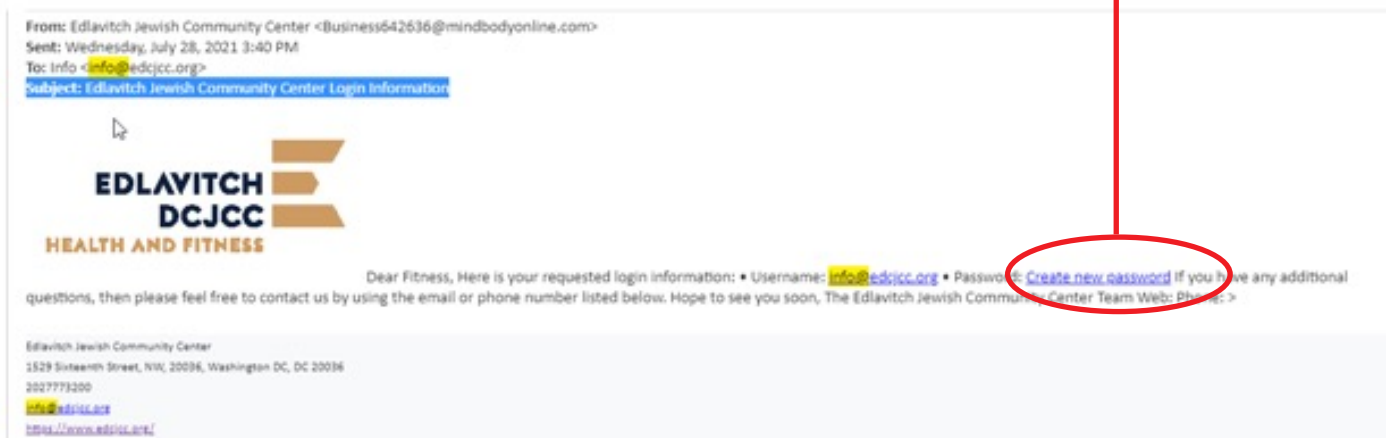 From: Edlavitch Jewish Community Center <Business642636@mindbodyonline.com>
Sent: Wednesday, July 28, 2021 3:40 PM
To: Info <info@edcjcc.org>
Subject: Edlavitch Jewish Community Center Login Information
EDLAVITCH
DCJCC
HEALTH AND FITNESS
Dear Fitness, Here is your requested login information: • Username: info@edcjcc.org • Password: Create new password If you have any additional
questions, then please feel free to contact us by using the email or phone number listed below. Hope to see you soon, The Edlavitch Jewish Community Center Team Web: Phone: >
Edlavitch Jewish Community Center
1529 Sixteenth Street, NW, 20036, Washington DC, DC 20036
2027773200
info@edcjcc.org
https://www.edcjcc.org/